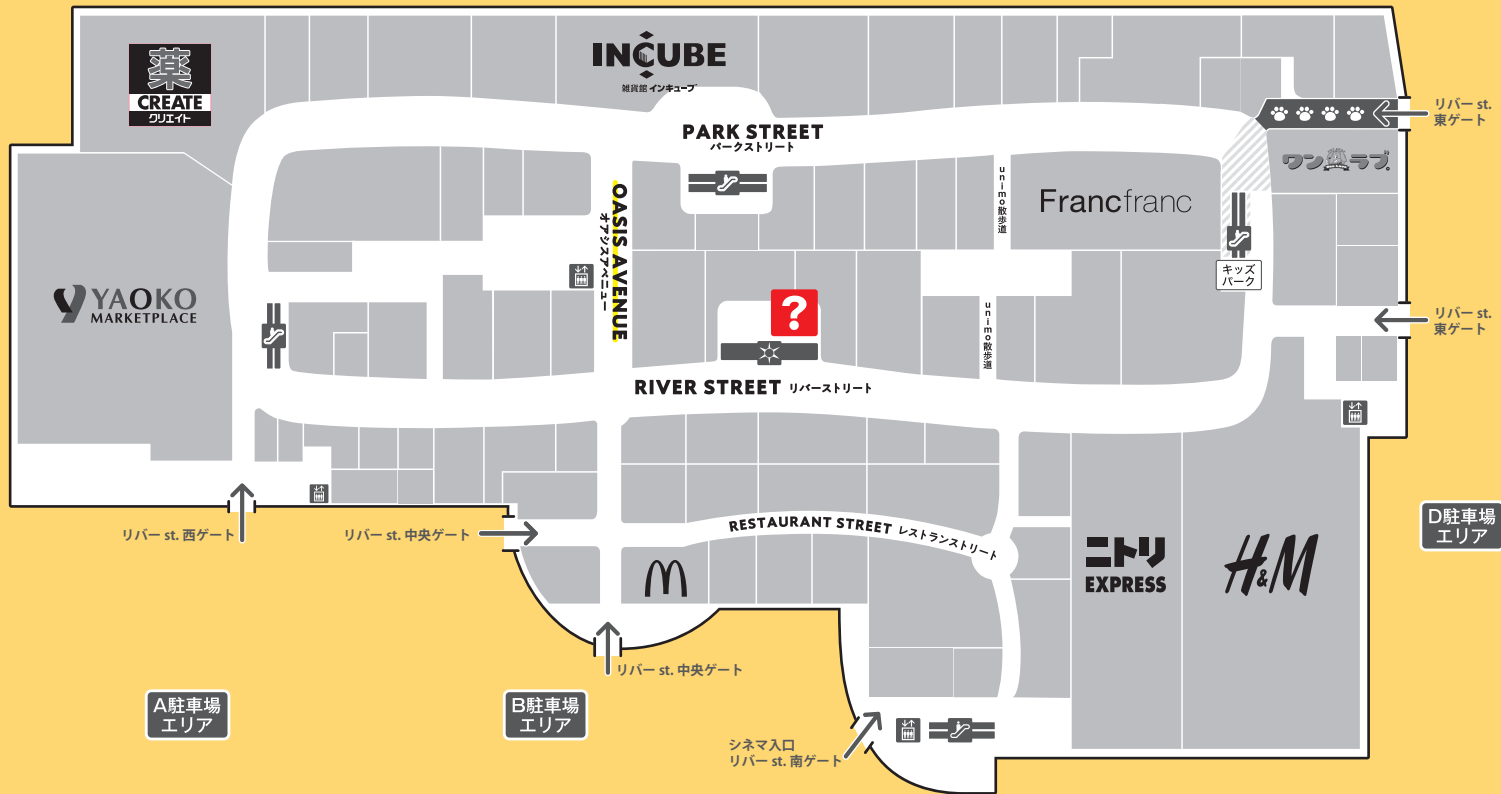 薬
CREATE
クリエイト
INCUBE
雑貨館 インキューブ
PARK STREET
パークストリート
リバー st.
東ゲート
ワンラブ
OASIS AVENUE
オアシスアベニュー
unimo散歩道
Francfranc
キッズ
パーク
YAOKO
MARKETPLACE
?
unimo散歩道
リバー st.
東ゲート
RIVER STREET リバーストリート
リバー st. 西ゲート
リバー st. 中央ゲート
RESTAURANT STREET レストランストリート
D駐車場
エリア
ニトリ
EXPRESS
H&M
リバー st. 中央ゲート
A駐車場
エリア
B駐車場
エリア
シネマ入口
リバー st. 南ゲート